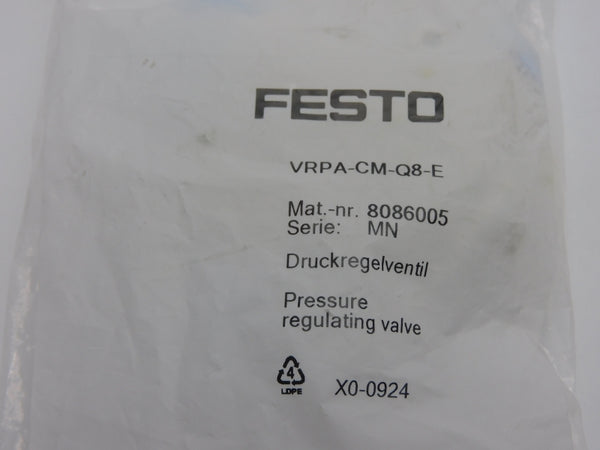 FESTO
VRPA-CM-Q8-E
Mat.-nr. 8086005
Serie: MN
Druckregelventil
Pressure
regulating valve
4
LDPE
X0-0924